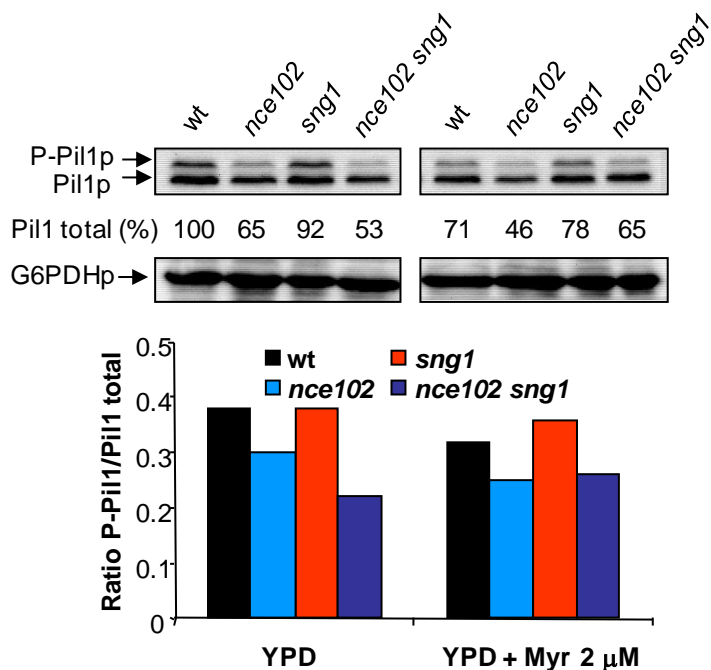 wt nce102 sng1 nce102 sng1 wt nce102 sng1 nce102 sng1
P-Pil1p
Pil1p
Pil1 total (%) 100 65 92 53 71 46 78 65
G6PDHp
Ratio P-Pil1/Pil1 total
0.5
0.4
0.3
0.2
0.1
0
wt sng1
nce102 nce102 sng1
YPD YPD + Myr 2 μM